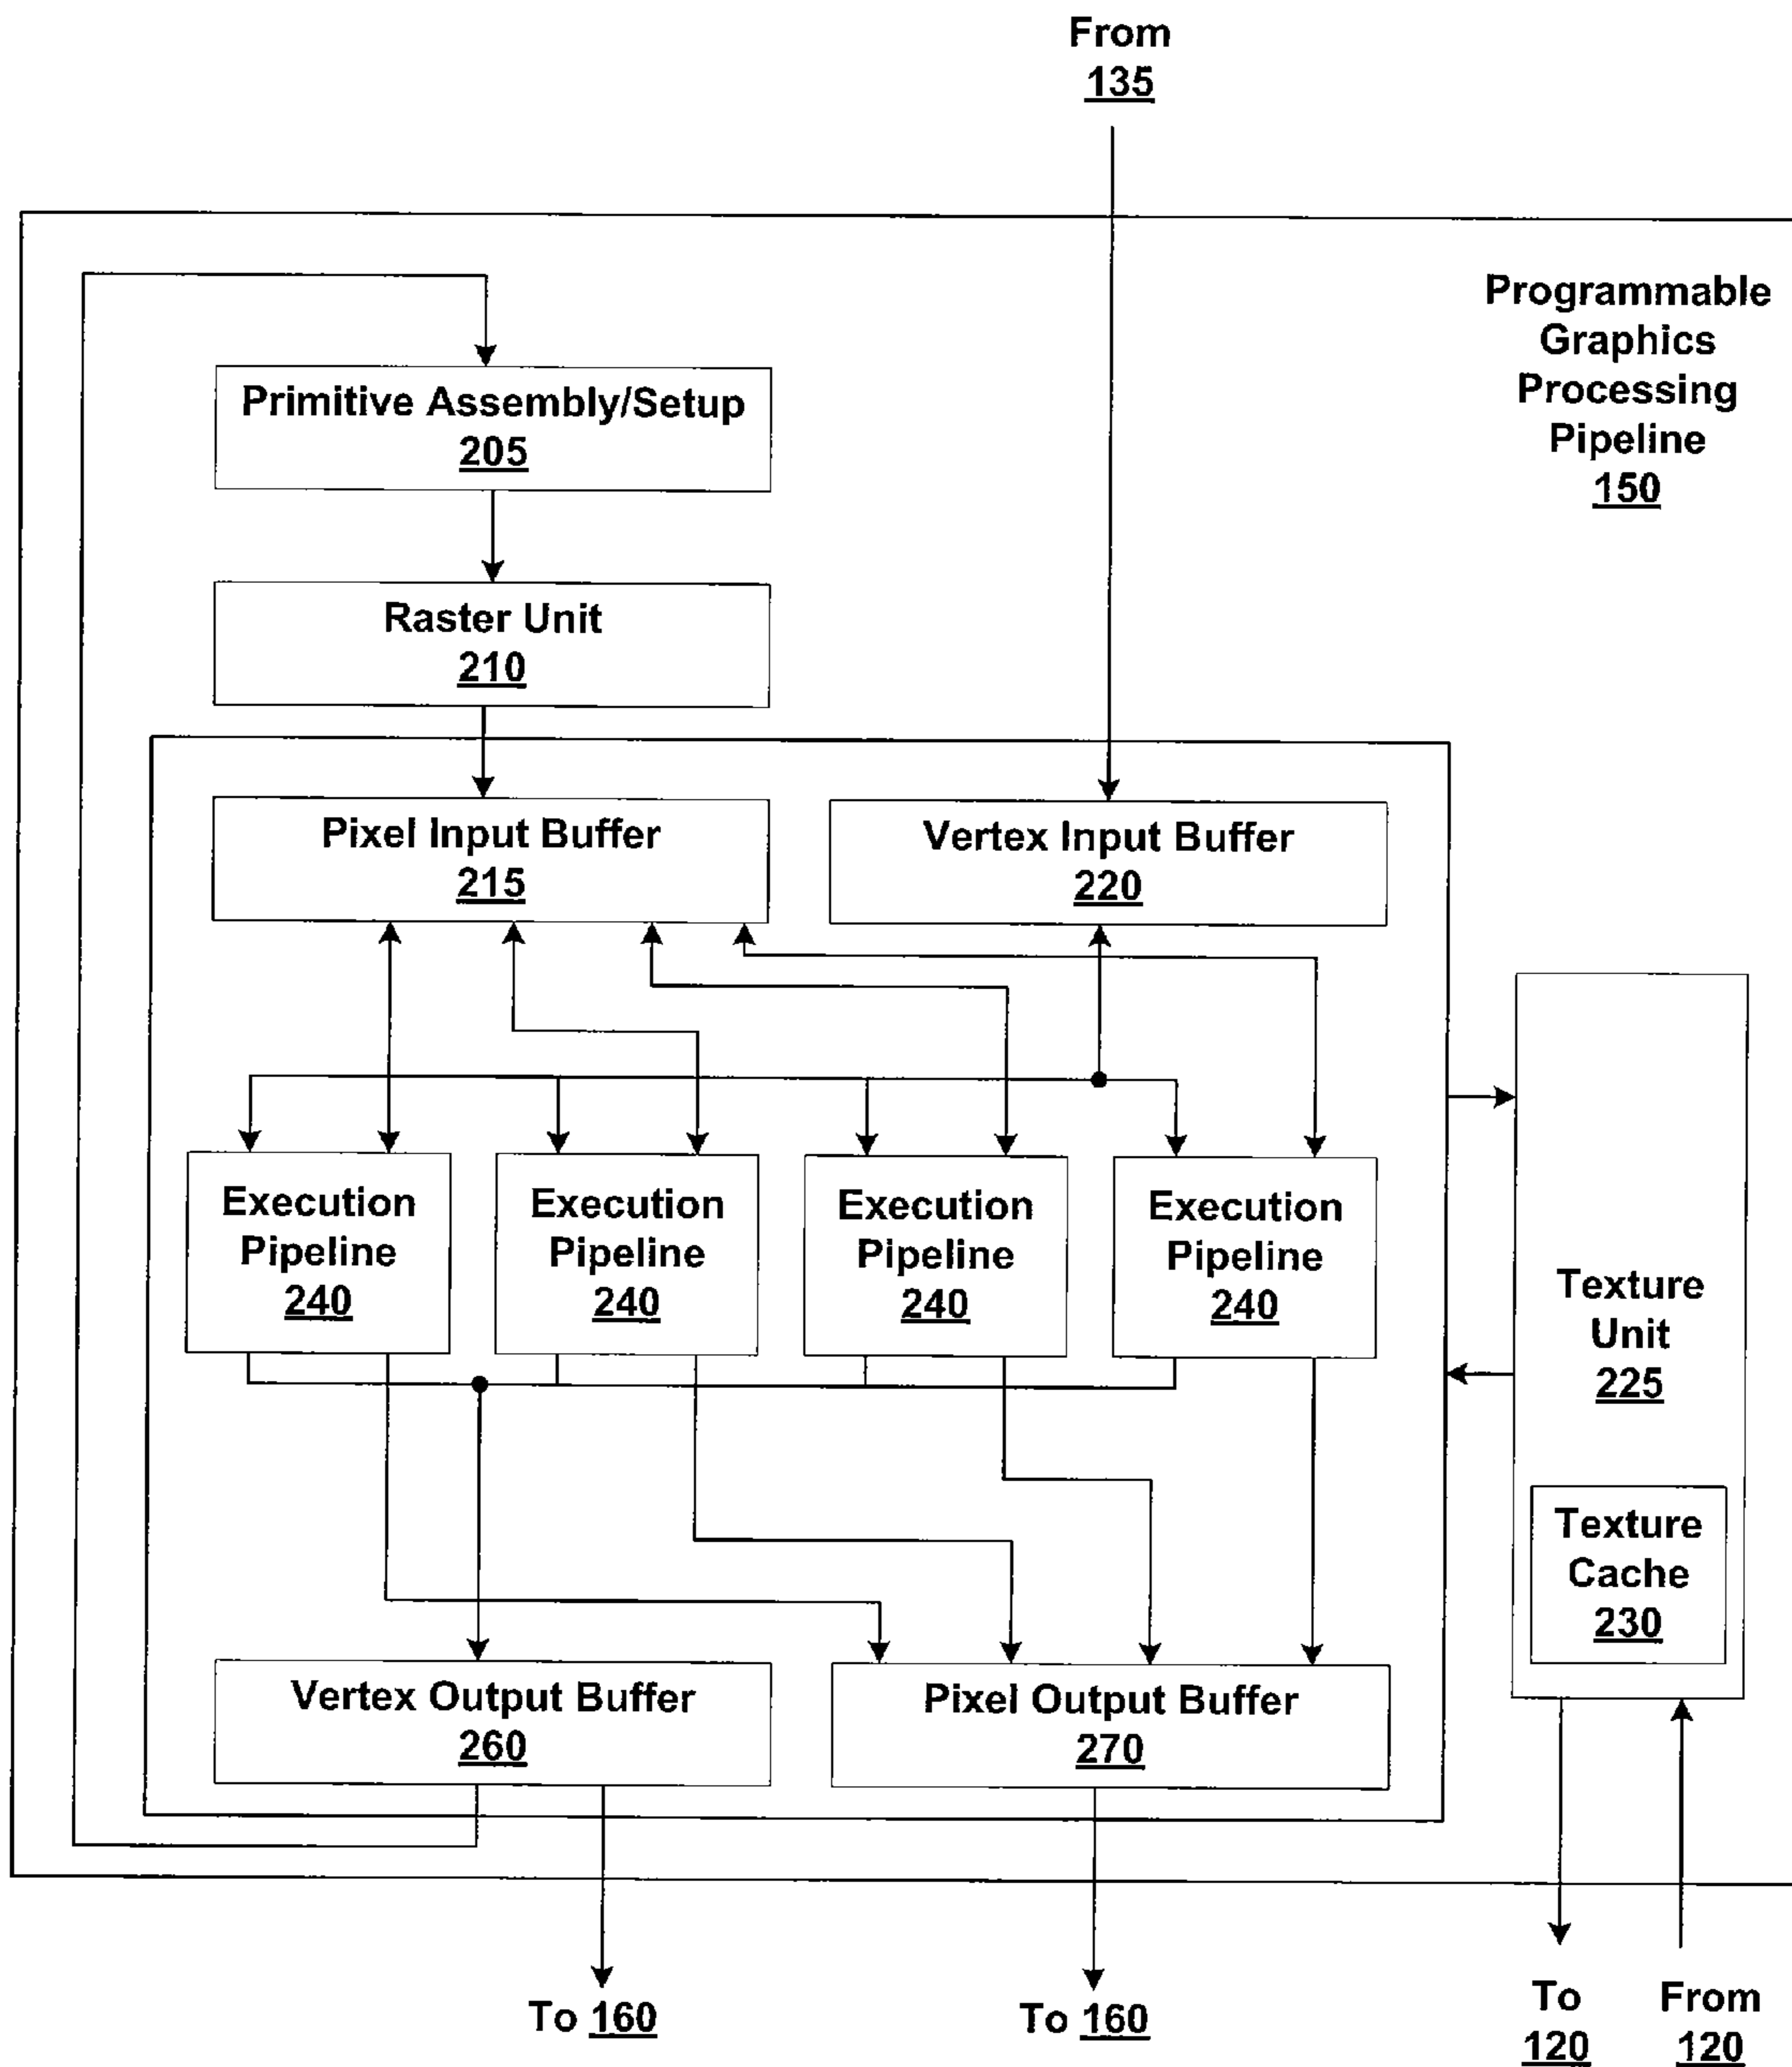 From
135
Programmable
Graphics
Processing
Pipeline
150
Primitive Assembly/Setup
205
Raster Unit
210
Pixel Input Buffer
215
Vertex Input Buffer
220
Execution
Pipeline
240
Execution
Pipeline
240
Execution
Pipeline
240
Execution
Pipeline
240
Texture
Unit
225
Texture
Cache
230
Vertex Output Buffer
260
Pixel Output Buffer
270
To 160
To 160
To
120
From
120